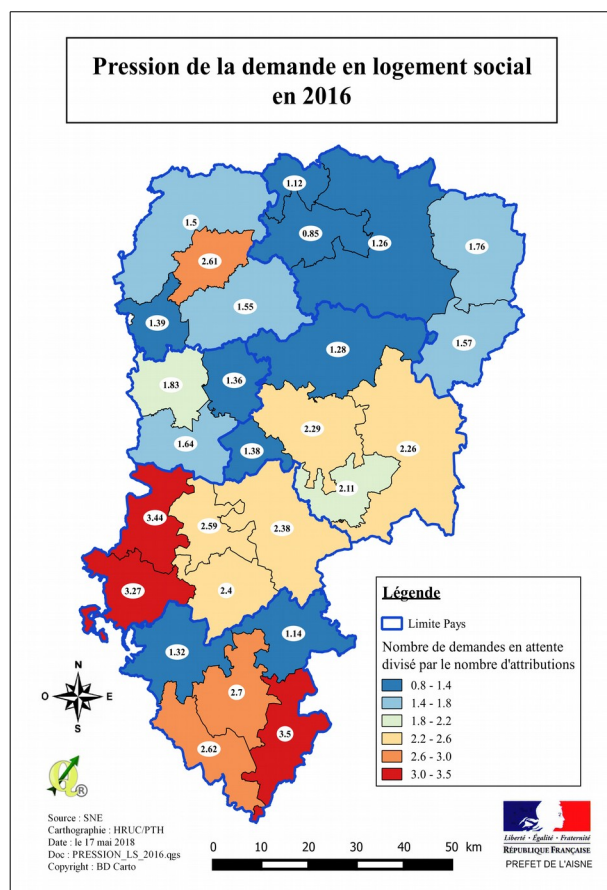 Pression de la demande en logement social
en 2016
1.12
1.5
0.85
1.26
1.76
2.61
1.55
1.39
1.57
1.28
1.83
1.36
2.29
2.26
1.64
1.38
2.11
3.44
2.59
2.38
3.27
2.4
1.32
1.14
2.7
3.5
2.62
Légende
Limite Pays
Nombre de demandes en attente
divisé par le nombre d'attributions
0.8 - 1.4
1.4 - 1.8
1.8 - 2.2
2.2 - 2.6
2.6 - 3.0
3.0 - 3.5
N
O E
S
Q
®
Source : SNE
Cartographie : HRUC/PTH
Date : le 17 mai 2018
Doc : PRESSION_LS_2016.qgs
Copyright : BD Carto
0 10 20 30 40 50 km
Liberté • Égalité • Fraternité
RÉPUBLIQUE FRANÇAISE
PREFET DE L'AISNE